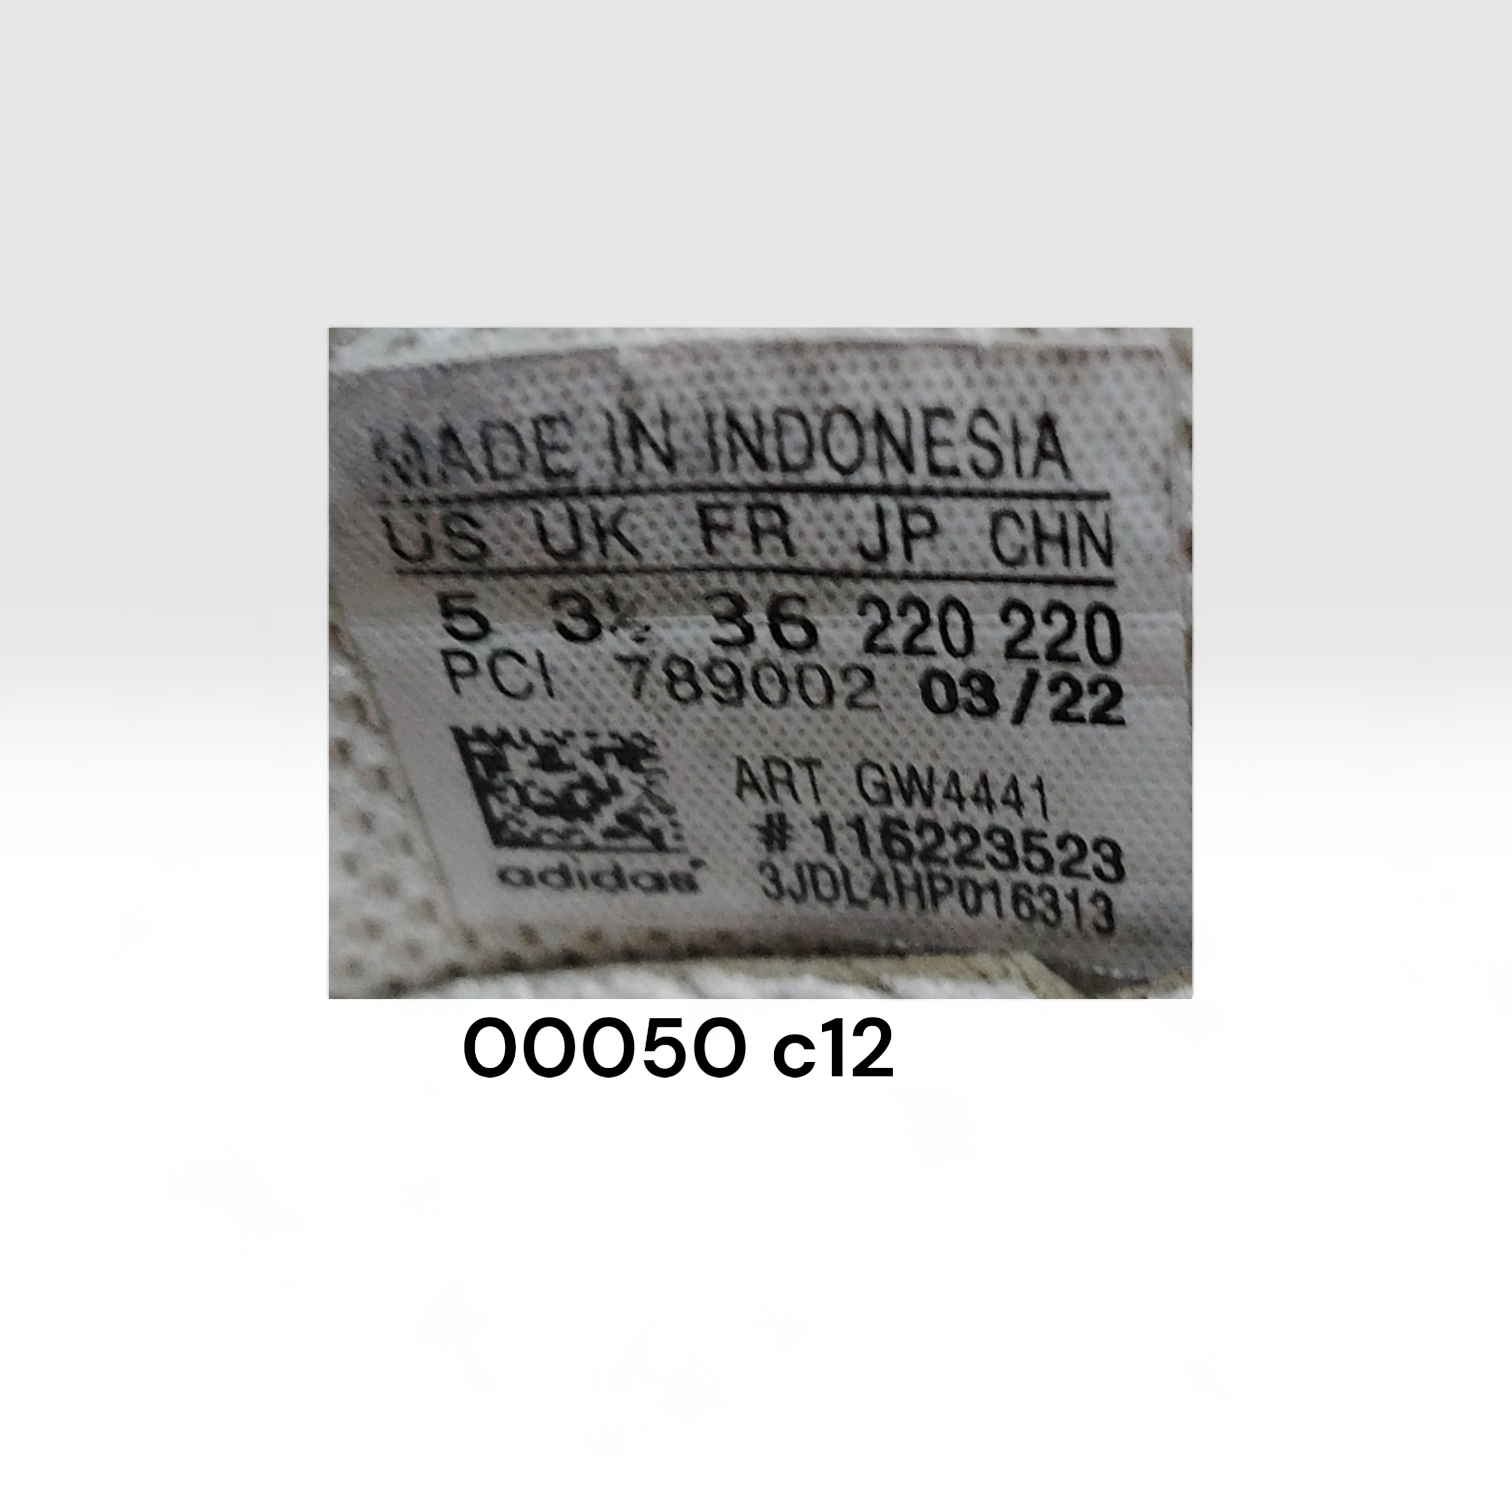 MADE IN INDONESIA
US UK FR JP CHN
5 3½ 36 220 220
PCI 789002 03/22
ART GW4441
#116223523
adidas
3JDL4HP016313
00050 c12